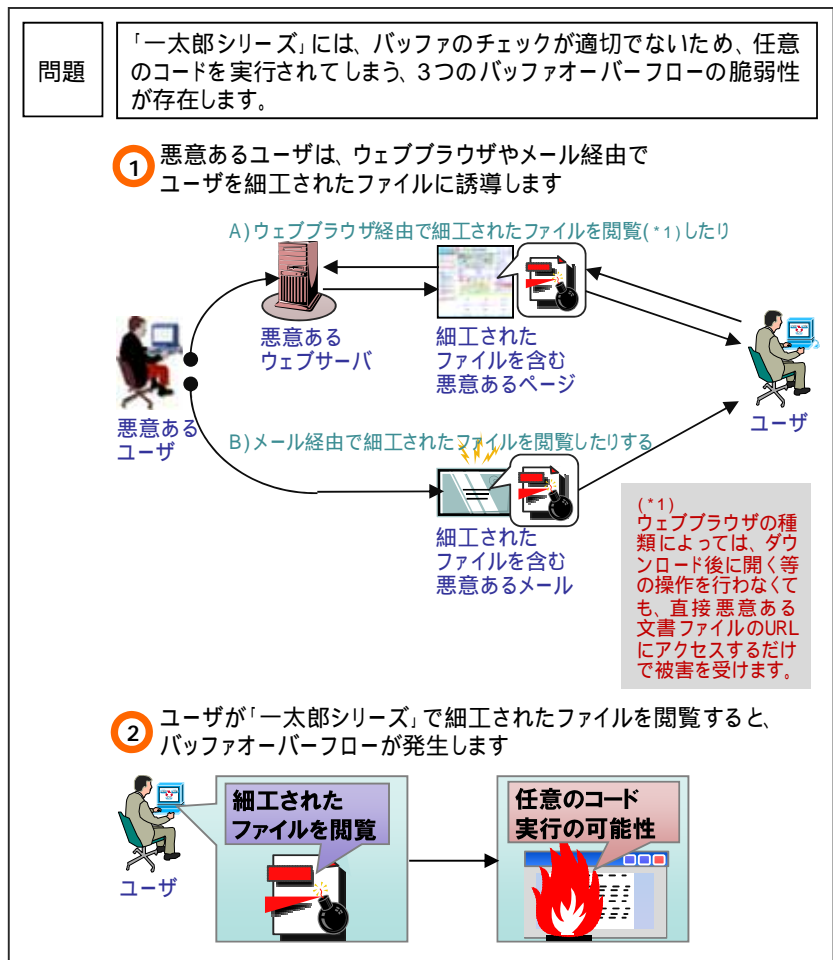 問題
「一太郎シリーズ」には、バッファのチェックが適切でないため、任意
のコードを実行されてしまう、3つのバッファオーバーフローの脆弱性
が存在します。
1
悪意あるユーザは、ウェブブラウザやメール経由で
ユーザを細工されたファイルに誘導します
A)ウェブブラウザ経由で細工されたファイルを閲覧(*1)したり
悪意ある
ウェブサーバ
細工された
ファイルを含む
悪意あるページ
悪意ある
ユーザ
ユーザ
B)メール経由で細工されたファイルを閲覧したりする
細工された
ファイルを含む
悪意あるメール
(*1)
ウェブブラウザの種
類によっては、ダウ
ンロード後に開く等
の操作を行わなくて
も、直接悪意ある
文書ファイルのURL
にアクセスするだけ
で被害を受けます。
2
ユーザが「一太郎シリーズ」で細工されたファイルを閲覧すると、
バッファオーバーフローが発生します
細工された
ファイルを閲覧
ユーザ
任意のコード
実行の可能性